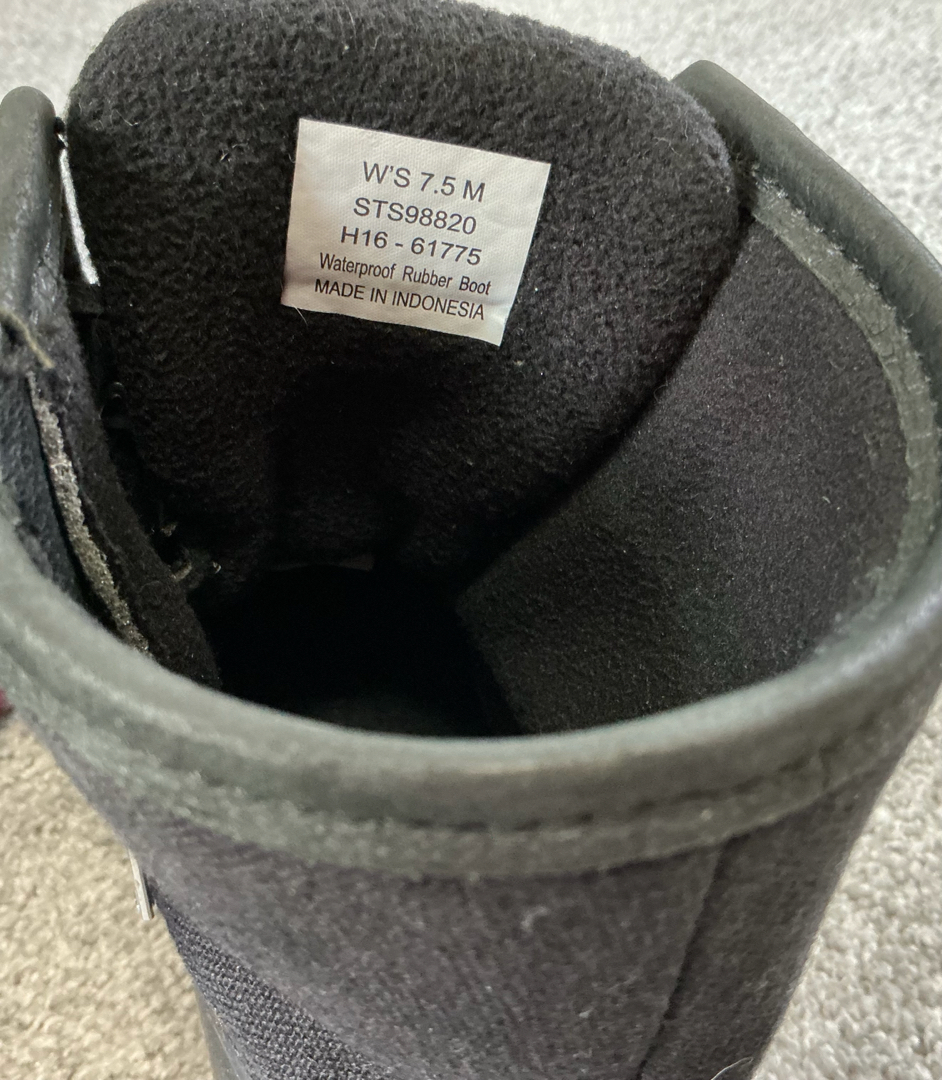 W'S 7.5 M
STS98820
H16 - 61775
Waterproof Rubber Boot
MADE IN INDONESIA